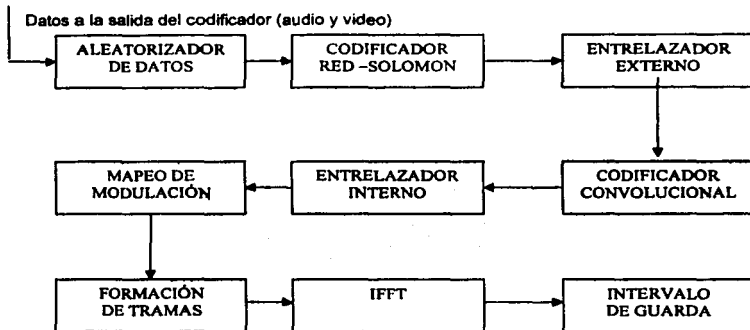 Datos a la salida del codificador (audio y video)
ALEATORIZADOR
DE DATOS
CODIFICADOR
RED –SOLOMON
ENTRELAZADOR
EXTERNO
MAPEO DE
MODULACIÓN
ENTRELAZADOR
INTERNO
CODIFICADOR
CONVOLUCIONAL
FORMACIÓN
DE TRAMAS
IFFT
INTERVALO
DE GUARDA